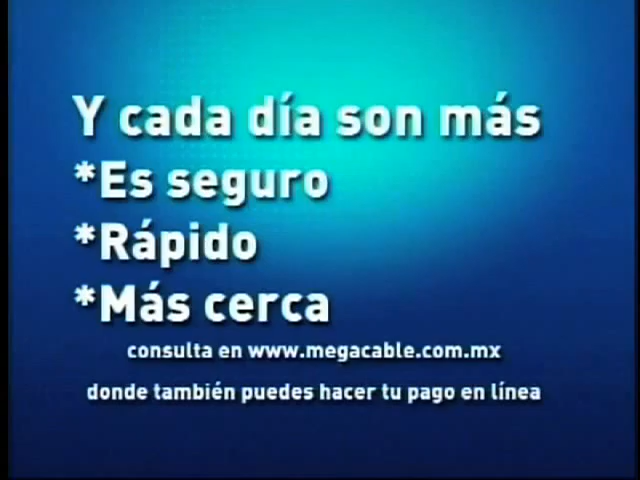 Y cada día son más
*Es seguro
*Rápido
*Más cerca
consulta en www.megacable.com.mx
donde también puedes hacer tu pago en línea